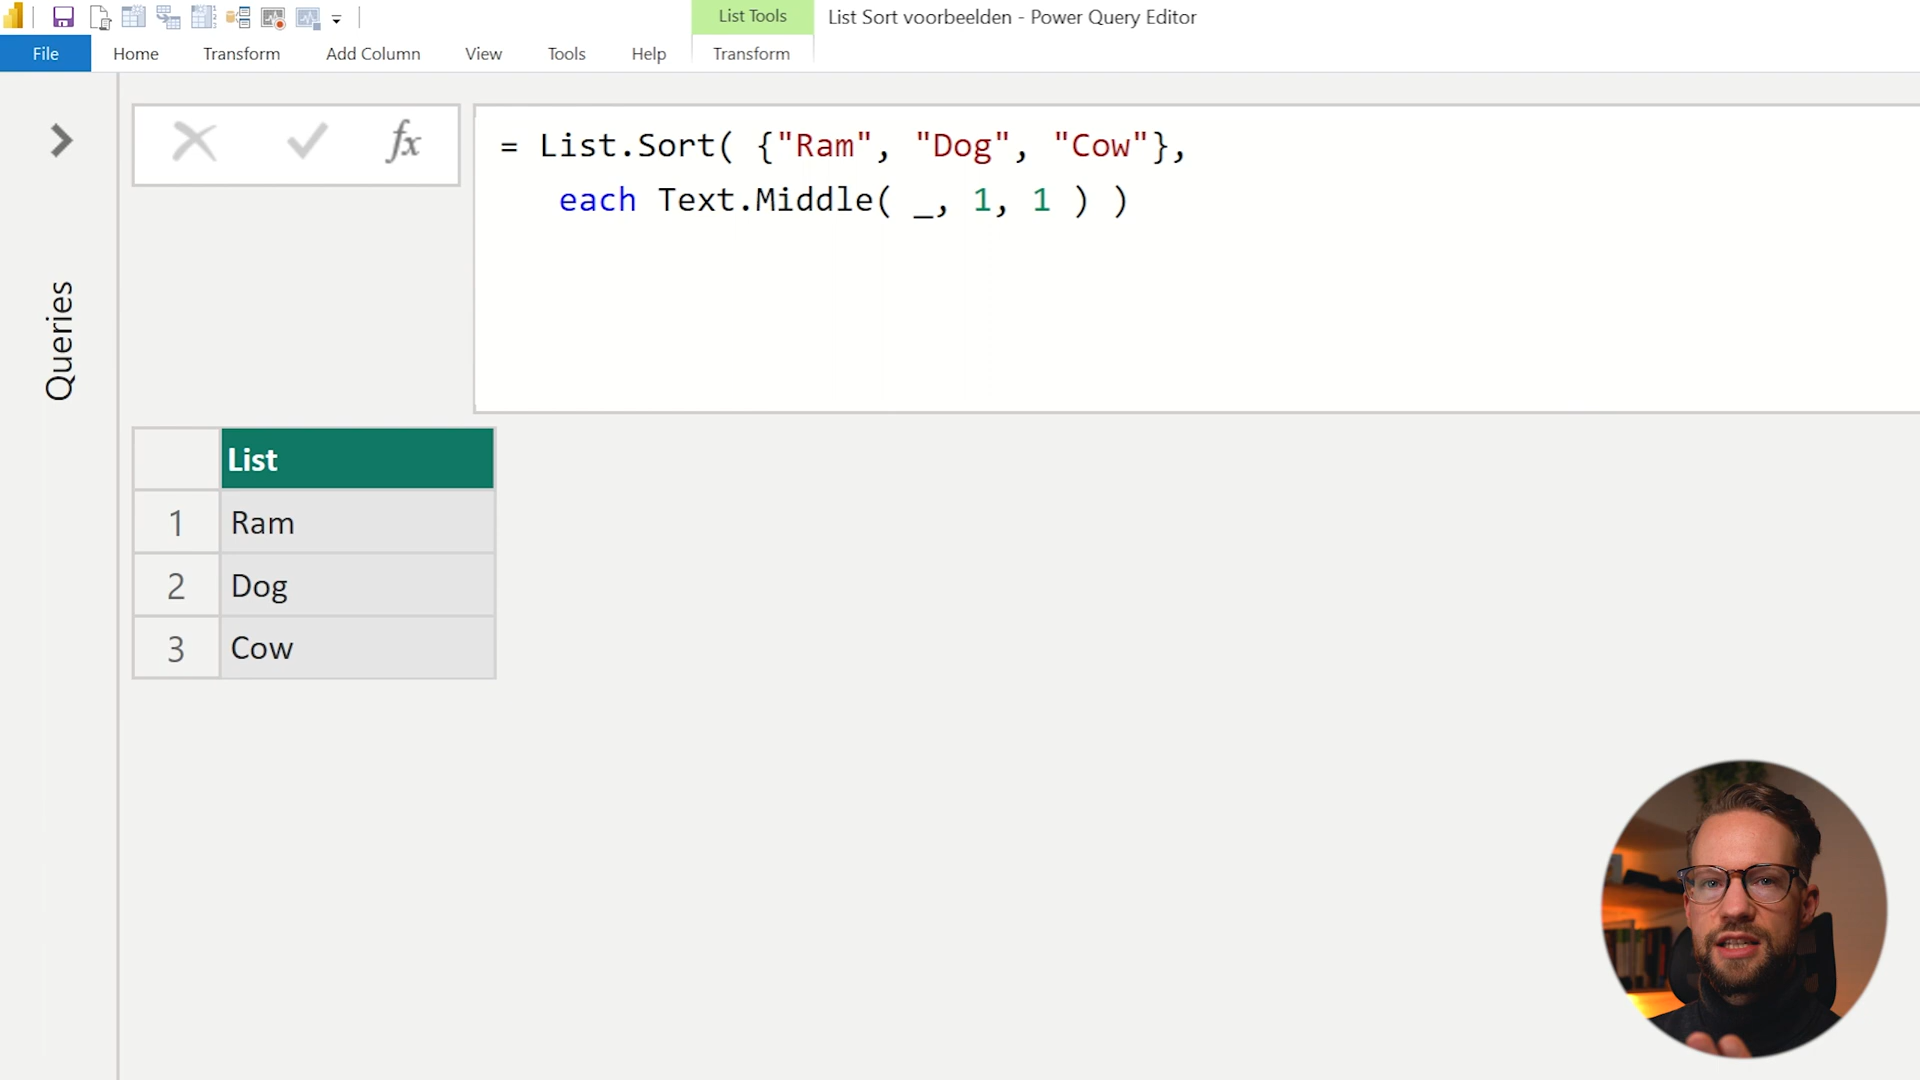 List Tools
List Sort voorbeelden - Power Query Editor
File
Home
Transform
Add Column
View
Tools
Help
Transform
fx
= List.Sort( {"Ram", "Dog", "Cow"},
each Text.Middle( _, 1, 1 ) )
Queries
List
1 Ram
2 Dog
3 Cow